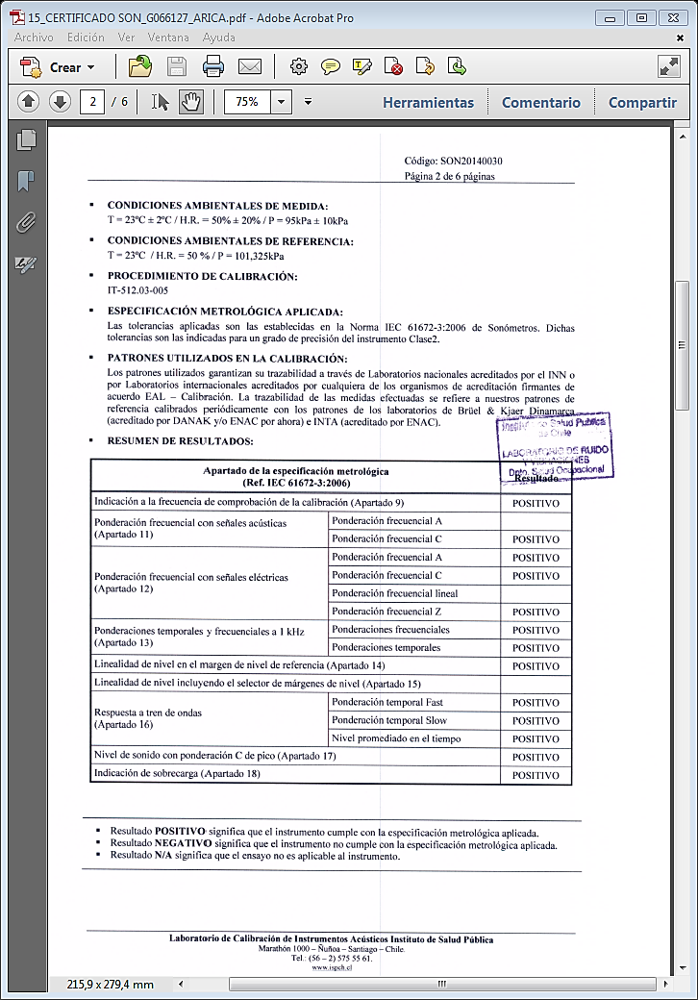 15_CERTIFICADO SON_G066127_ARICA.pdf - Adobe Acrobat Pro
Archivo Edición Ver Ventana Ayuda
Crear
2 / 6 75% Herramientas Comentario Compartir
Código: SON20140030
Página 2 de 6 páginas
▪ CONDICIONES AMBIENTALES DE MEDIDA:
T = 23ºC ± 2ºC / H.R. = 50% ± 20% / P = 95kPa ± 10kPa
▪ CONDICIONES AMBIENTALES DE REFERENCIA:
T = 23ºC / H.R. = 50 % / P = 101,325kPa
▪ PROCEDIMIENTO DE CALIBRACIÓN:
IT-512.03-005
▪ ESPECIFICACIÓN METROLÓGICA APLICADA:
Las tolerancias aplicadas son las establecidas en la Norma IEC 61672-3:2006 de Sonómetros. Dichas
tolerancias son las indicadas para un grado de precisión del instrumento Clase2.
▪ PATRONES UTILIZADOS EN LA CALIBRACIÓN:
Los patrones utilizados garantizan su trazabilidad a través de Laboratorios nacionales acreditados por el INN o
por Laboratorios internacionales acreditados por cualquiera de los organismos de acreditación firmantes de
acuerdo EAL – Calibración. La trazabilidad de las medidas efectuadas se refiere a nuestros patrones de
referencia calibrados periódicamente con los patrones de los laboratorios de Brüel & Kjaer Dinamarca
(acreditado por DANAK y/o ENAC por ahora) e INTA (acreditado por ENAC).
Salud Publica
Chile
LABORATORIO DE RUIDO
Y VIBRACIONES
Dpto. Salud Ocupacional
▪ RESUMEN DE RESULTADOS:
Apartado de la especificación metrológica
(Ref. IEC 61672-3:2006)
Resultado
Indicación a la frecuencia de comprobación de la calibración (Apartado 9) POSITIVO
Ponderación frecuencial con señales acústicas
(Apartado 11)
Ponderación frecuencial A
Ponderación frecuencial C POSITIVO
Ponderación frecuencial con señales eléctricas
(Apartado 12)
Ponderación frecuencial A POSITIVO
Ponderación frecuencial C POSITIVO
Ponderación frecuencial lineal
Ponderación frecuencial Z POSITIVO
Ponderaciones temporales y frecuenciales a 1 kHz
(Apartado 13)
Ponderaciones frecuenciales POSITIVO
Ponderaciones temporales POSITIVO
Linealidad de nivel en el margen de nivel de referencia (Apartado 14) POSITIVO
Linealidad de nivel incluyendo el selector de márgenes de nivel (Apartado 15)
Respuesta a tren de ondas
(Apartado 16)
Ponderación temporal Fast POSITIVO
Ponderación temporal Slow POSITIVO
Nivel promediado en el tiempo POSITIVO
Nivel de sonido con ponderación C de pico (Apartado 17) POSITIVO
Indicación de sobrecarga (Apartado 18) POSITIVO
▪ Resultado POSITIVO significa que el instrumento cumple con la especificación metrológica aplicada.
▪ Resultado NEGATIVO significa que el instrumento no cumple con la especificación metrológica aplicada.
▪ Resultado N/A significa que el ensayo no es aplicable al instrumento.
Laboratorio de Calibración de Instrumentos Acústicos Instituto de Salud Pública
Marathón 1000 – Ñuñoa – Santiago – Chile.
Tel.: (56 – 2) 575 55 61.
www.ispch.cl
215,9 x 279,4 mm